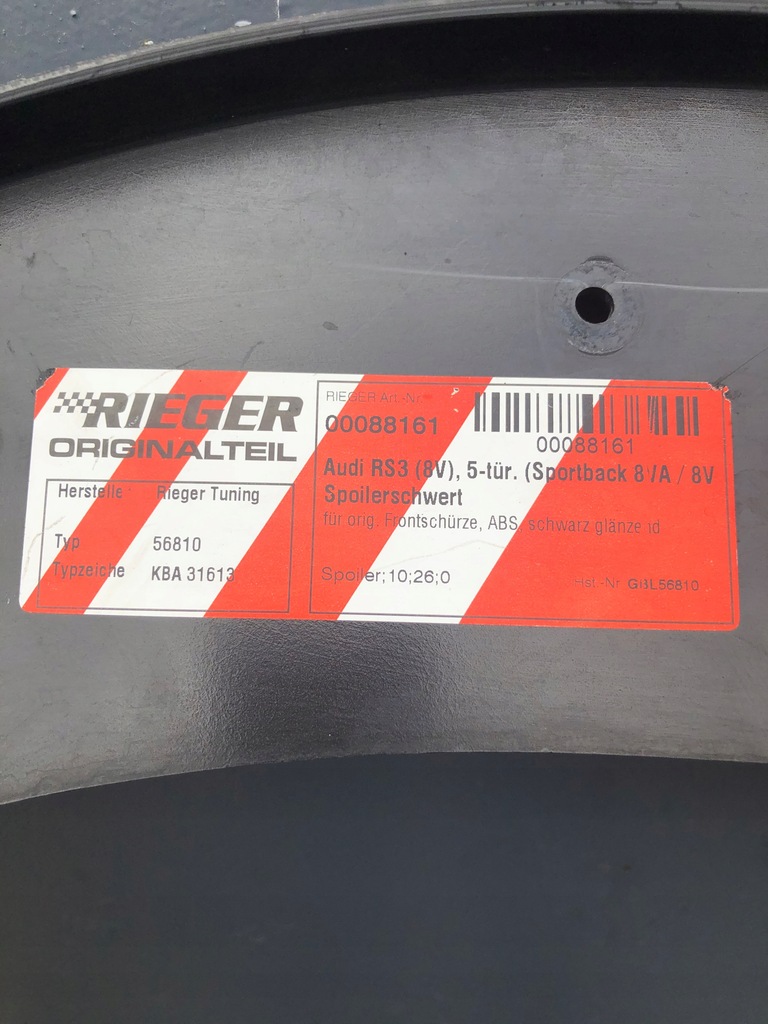 RIEGER
ORIGINALTEIL
Hersteller Rieger Tuning
Typ 56810
Typzeiche KBA 31613
RIEGER Art.-Nr.
00088161
00088161
Audi RS3 (8V), 5-tür. (Sportback 8VA / 8V
Spoilerschwert
für orig. Frontschürze, ABS, schwarz glänzend
Spoiler;10;26;0
Hst.-Nr. GBL56810